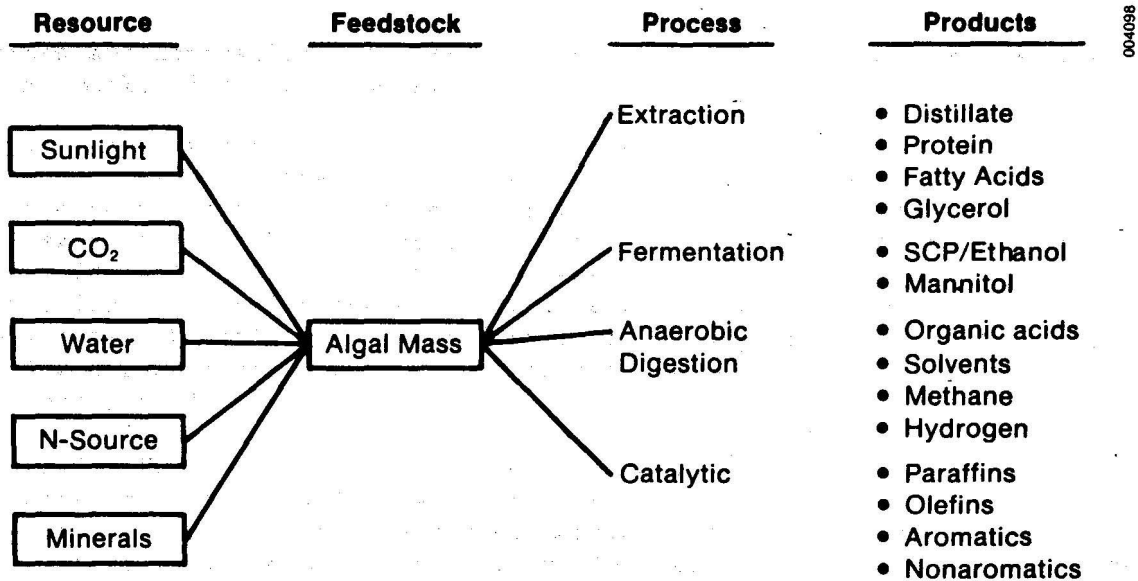 Resource Feedstock Process Products
004098
Sunlight
CO₂
Water
N-Source
Minerals
Algal Mass
Extraction
Fermentation
Anaerobic
Digestion
Catalytic
• Distillate
• Protein
• Fatty Acids
• Glycerol
• SCP/Ethanol
• Mannitol
• Organic acids
• Solvents
• Methane
• Hydrogen
• Paraffins
• Olefins
• Aromatics
• Nonaromatics